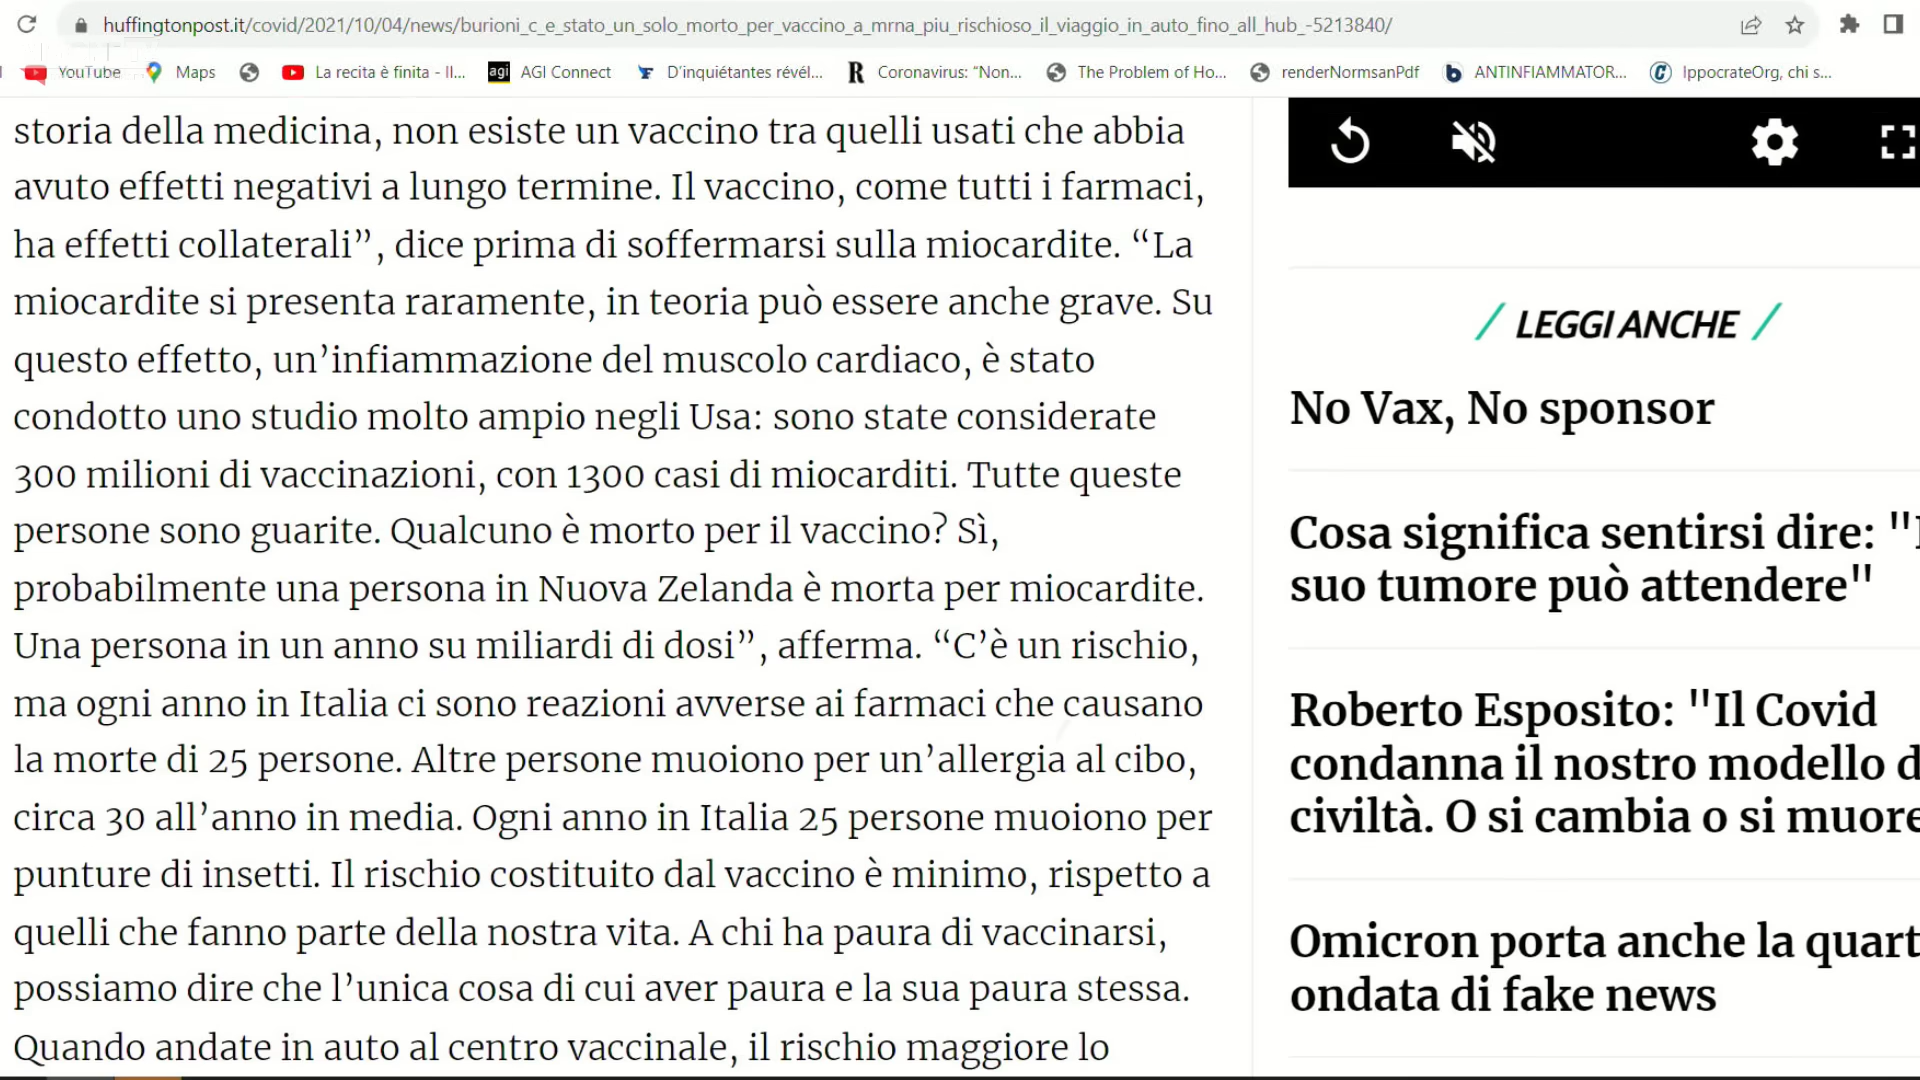 huffingtonpost.it/covid/2021/10/04/news/burioni_c_e_stato_un_solo_morto_per_vaccino_a_mrna_piu_rischioso_il_viaggio_in_auto_fino_all_hub_-5213840/
YouTube Maps La recita è finita - Il... agi AGI Connect D'inquiétantes révél... R Coronavirus: “Non... The Problem of Ho... renderNormsanPdf b ANTINFIAMMATOR... C IppocrateOrg, chi s...
storia della medicina, non esiste un vaccino tra quelli usati che abbia
avuto effetti negativi a lungo termine. Il vaccino, come tutti i farmaci,
ha effetti collaterali”, dice prima di soffermarsi sulla miocardite. “La
miocardite si presenta raramente, in teoria può essere anche grave. Su
questo effetto, un’infiammazione del muscolo cardiaco, è stato
condotto uno studio molto ampio negli Usa: sono state considerate
300 milioni di vaccinazioni, con 1300 casi di miocarditi. Tutte queste
persone sono guarite. Qualcuno è morto per il vaccino? Sì,
probabilmente una persona in Nuova Zelanda è morta per miocardite.
Una persona in un anno su miliardi di dosi”, afferma. “C’è un rischio,
ma ogni anno in Italia ci sono reazioni avverse ai farmaci che causano
la morte di 25 persone. Altre persone muoiono per un’allergia al cibo,
circa 30 all’anno in media. Ogni anno in Italia 25 persone muoiono per
punture di insetti. Il rischio costituito dal vaccino è minimo, rispetto a
quelli che fanno parte della nostra vita. A chi ha paura di vaccinarsi,
possiamo dire che l’unica cosa di cui aver paura e la sua paura stessa.
Quando andate in auto al centro vaccinale, il rischio maggiore lo
LEGGI ANCHE
No Vax, No sponsor
Cosa significa sentirsi dire: "
suo tumore può attendere"
Roberto Esposito: "Il Covid
condanna il nostro modello d
civiltà. O si cambia o si muore
Omicron porta anche la quart
ondata di fake news